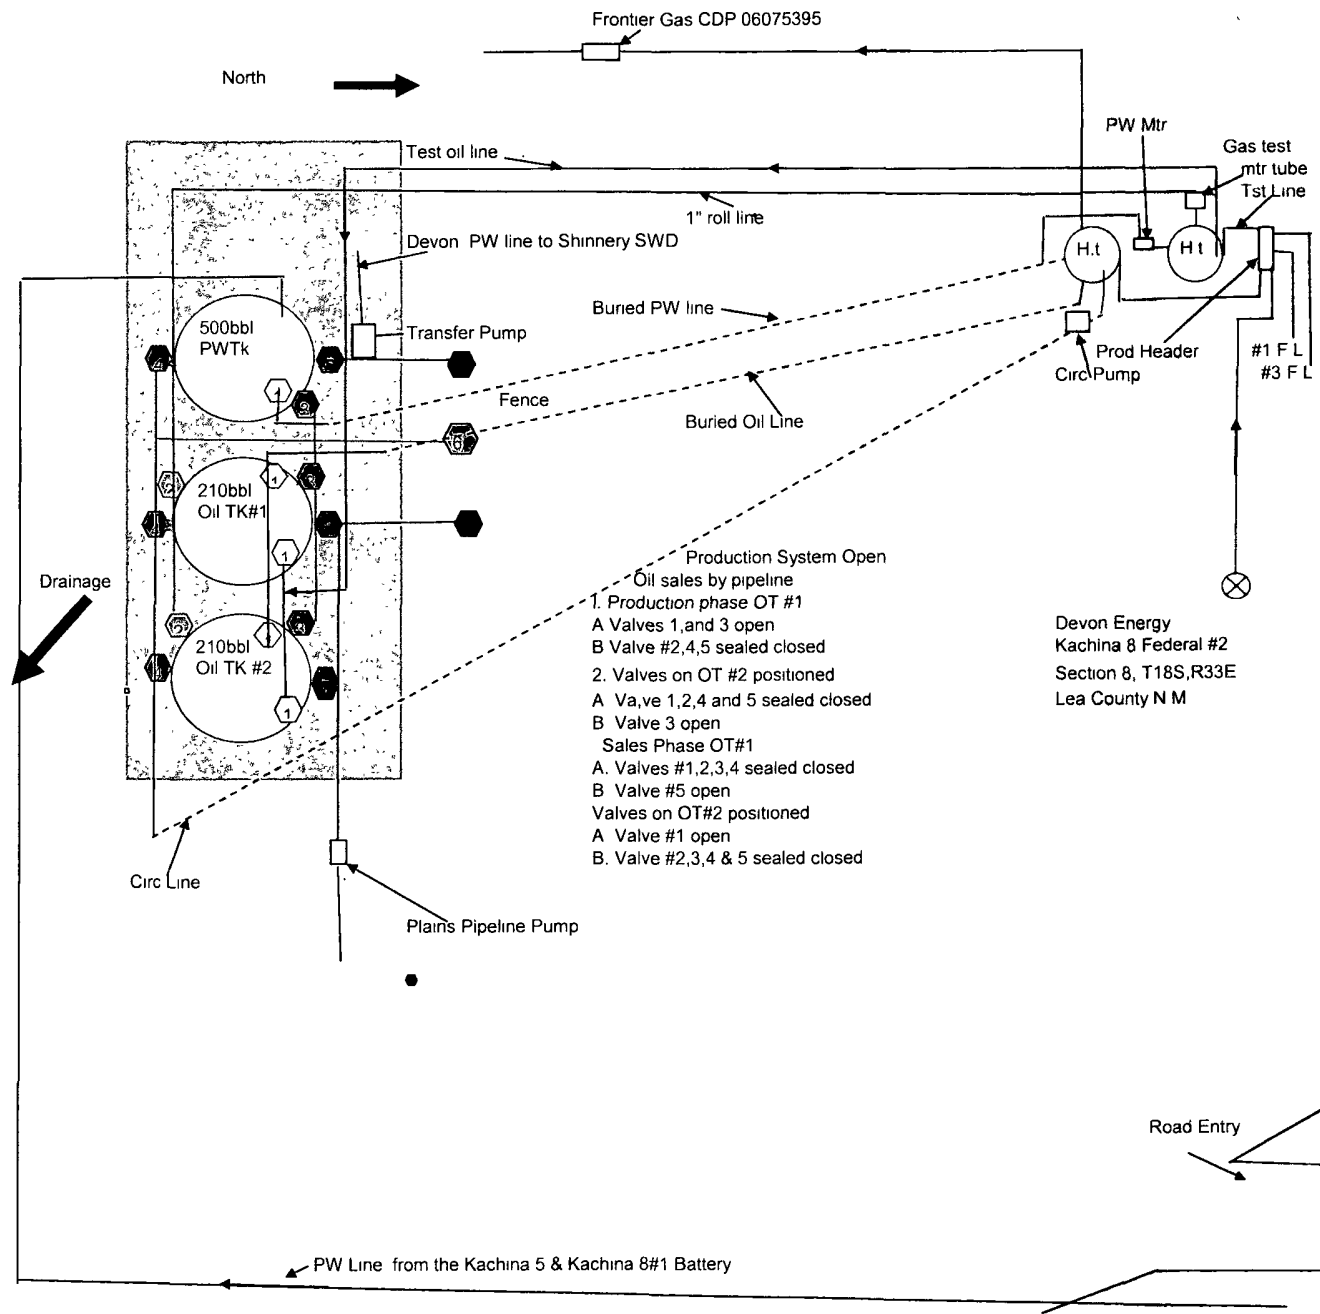 Frontier Gas CDP 06075395
North
PW Mtr
Gas test
mtr tube
Tst Line
Test oil line
1" roll line
Devon PW line to Shinnery SWD
H.t
H t
500bbl
PWTk
Buried PW line
Transfer Pump
Prod Header
Circ Pump
#1 F L
#3 F L
1
Fence
Buried Oil Line
210bbl
Oil TK#1
1
1
Drainage
Production System Open
Oil sales by pipeline
1. Production phase OT #1
A Valves 1,and 3 open
B Valve #2,4,5 sealed closed
2. Valves on OT #2 positioned
A Va,ve 1,2,4 and 5 sealed closed
B Valve 3 open
Sales Phase OT#1
A. Valves #1,2,3,4 sealed closed
B Valve #5 open
Valves on OT#2 positioned
A Valve #1 open
B. Valve #2,3,4 & 5 sealed closed
Devon Energy
Kachina 8 Federal #2
Section 8, T18S,R33E
Lea County N M
210bbl
Oil TK #2
1
Circ Line
Plains Pipeline Pump
Road Entry
PW Line from the Kachina 5 & Kachina 8#1 Battery